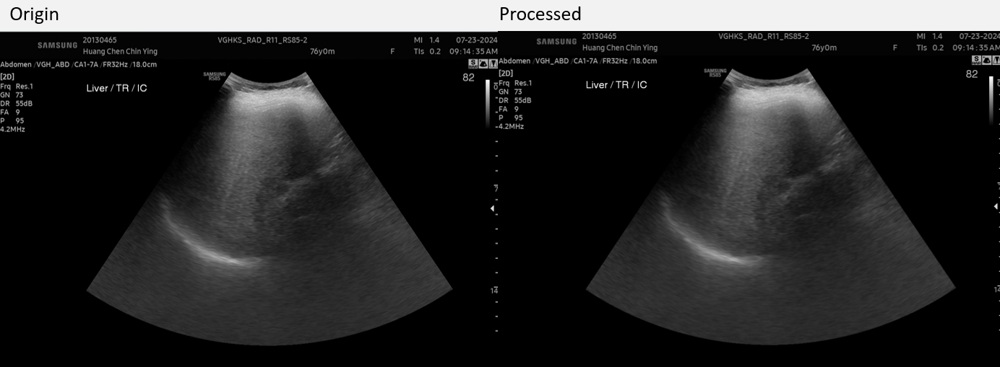 Origin
SAMSUNG
20130465
Huang Chen Chin Ying
VGHKS_RAD_R11_RS85-2
76y0m
F
MI 1.4
TIs 0.2
07-23-2024
09:14:35AM
Abdomen /VGH_ABD /CA1-7A /FR32Hz /18.0cm
[2D]
Frq Res.1
GN 73
DR 55dB
FA 9
P 95
4.2MHz
Liver / TR / IC
SAMSUNG
RS85
82
0
7
14
Processed
SAMSUNG
20130465
Huang Chen Chin Ying
VGHKS_RAD_R11_RS85-2
76y0m
F
MI 1.4
TIs 0.2
07-23-2024
09:14:35AM
Abdomen /VGH_ABD /CA1-7A /FR32Hz /18.0cm
[2D]
Frq Res.1
GN 73
DR 55dB
FA 9
P 95
4.2MHz
Liver / TR / IC
SAMSUNG
RS85
82